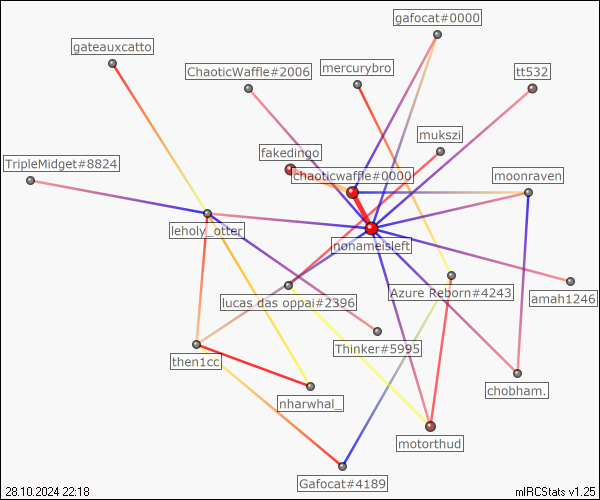 gafocat#0000
gateauxcatto
ChaoticWaffle#2006
mercurybro
tt532
mukszi
fakedingo
TripleMidget#8824
chaoticwaffle#0000
moonraven
leholy_otter
nonameisleft
lucas das oppai#2396
Azure Reborn#4243
amah1246
Thinker#5995
then1cc
chobham.
nharwhal_
motorthud
Gafocat#4189
28.10.2024 22:18
mIRCStats v1.25